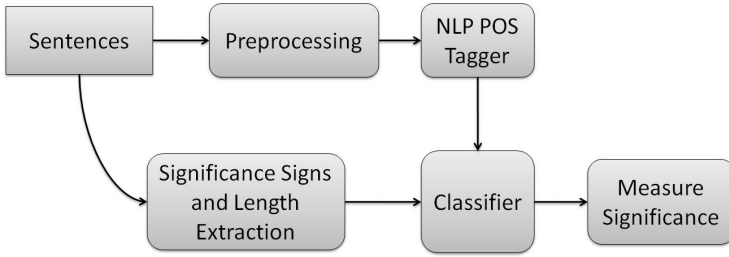 Sentences
Preprocessing
NLP POS
Tagger
Significance Signs
and Length
Extraction
Classifier
Measure
Significance